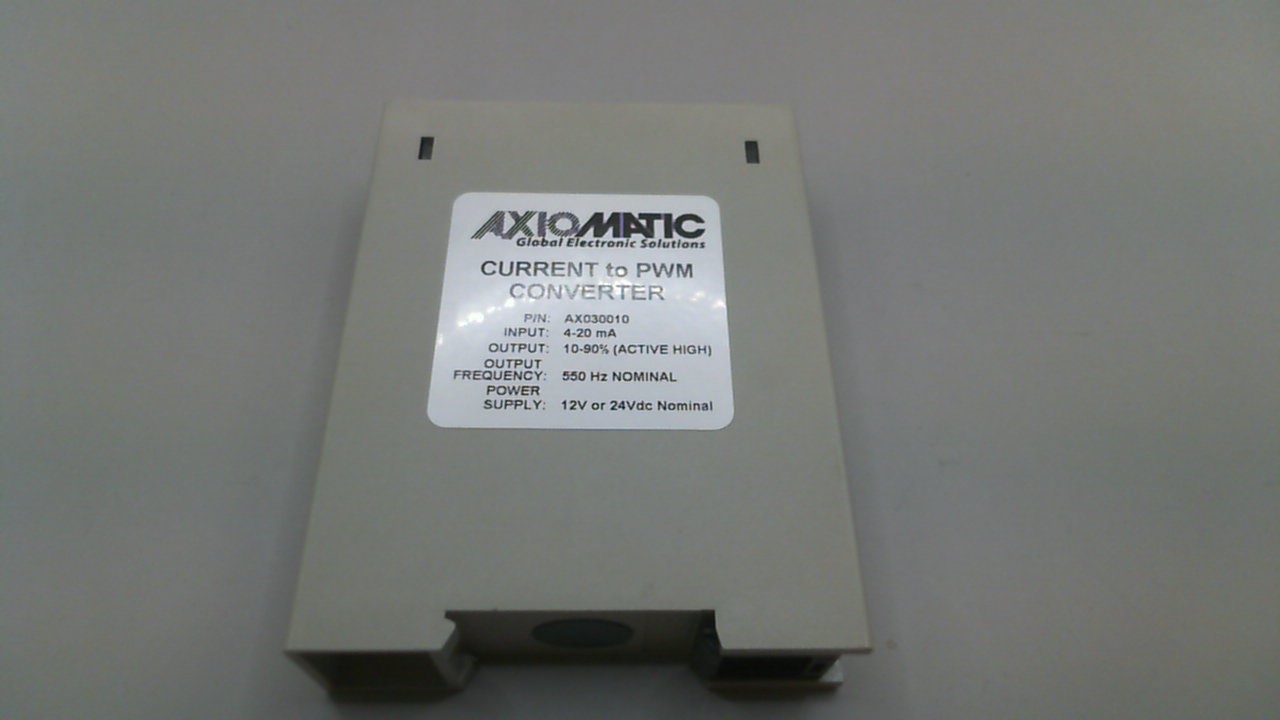 AXIOMATIC
Global Electronic Solutions
CURRENT to PWM
CONVERTER
P/N: AX030010
INPUT: 4-20 mA
OUTPUT: 10-90% (ACTIVE HIGH)
OUTPUT
FREQUENCY: 550 Hz NOMINAL
POWER
SUPPLY: 12V or 24Vdc Nominal